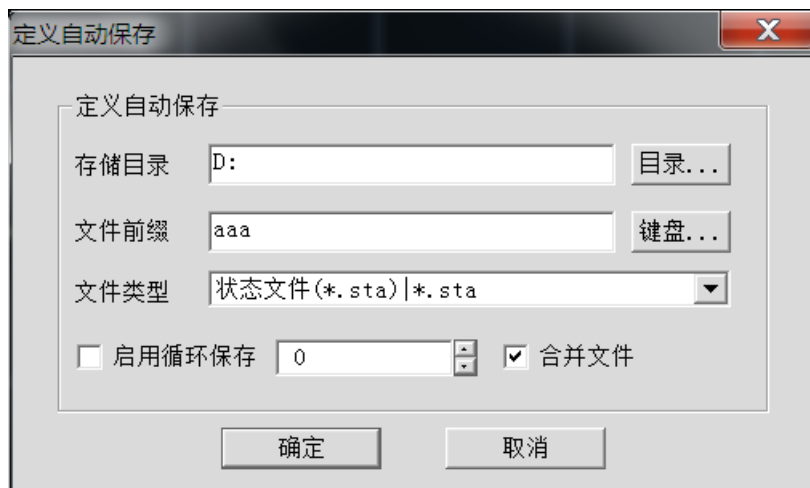 定义自动保存
定义自动保存
存储目录 D: 目录...
文件前缀 aaa 键盘...
文件类型 状态文件(*.sta)|*.sta
启用循环保存 0 合并文件
确定 取消